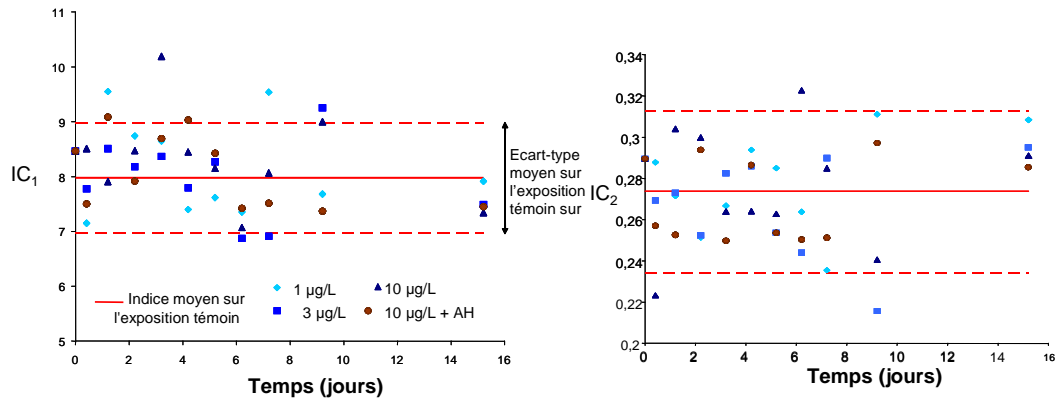 11
10
9
8
7
6
5
IC1
0
2
4
6
8
10
12
14
16
Temps (jours)
Indice moyen sur
l'exposition témoin
1 µg/L
3 µg/L
10 µg/L
10 µg/L + AH
Ecart-type
moyen sur
l'exposition
témoin sur
IC2
0,34
0,32
0,3
0,28
0,26
0,24
0,22
0,2
0
2
4
6
8
10
12
14
16
Temps (jours)